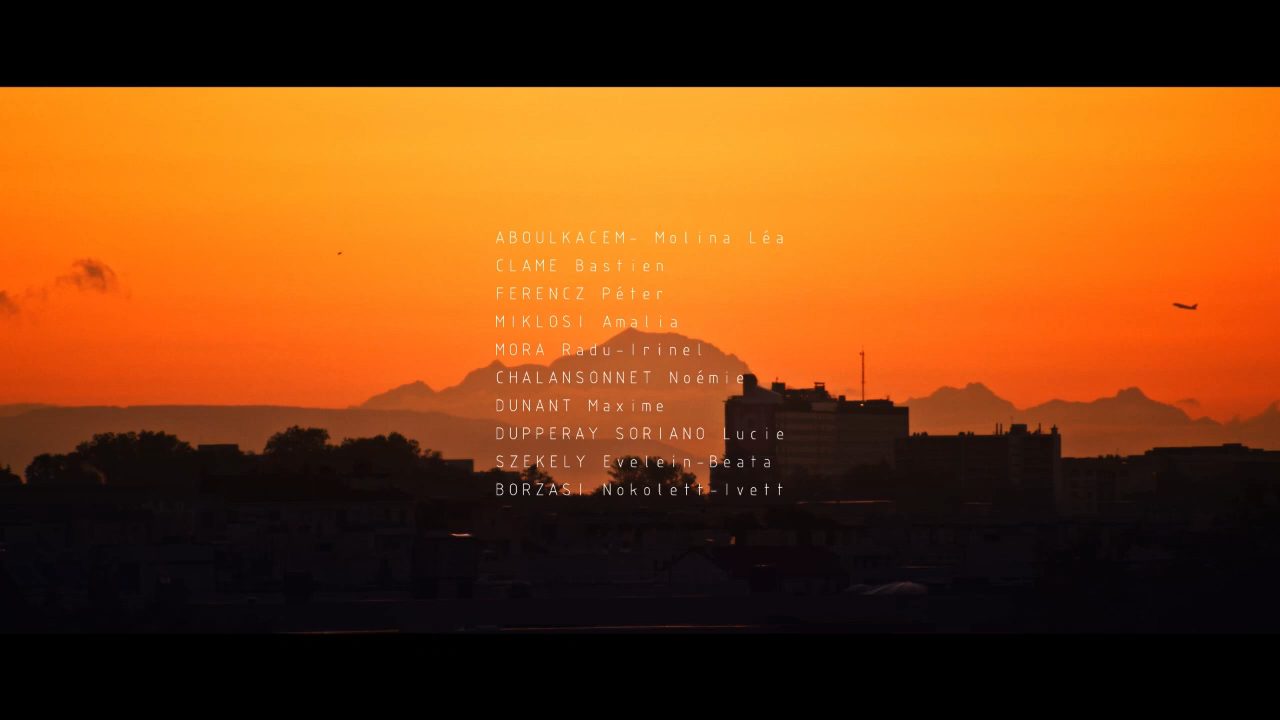 ABOULKACEM- Molina Léa
CLAME Bastien
FERENCZ Péter
MIKLOSI Amalia
MORA Radu-Irinel
CHALANSONNET Noémie
DUNANT Maxime
DUPPERAY SORIANO Lucie
SZEKELY Evelein-Beata
BORZASI Nokolett-Ivett